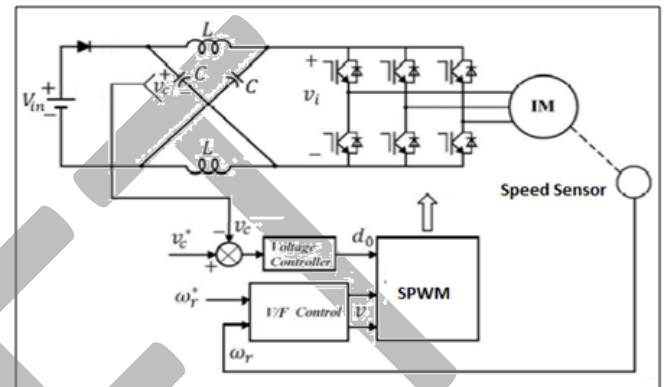 L
V_in + −
+ v_c − C
C
+
v_i
−
IM
L
Speed Sensor
v_c
v_c* + −
Voltage
Controller
d_0
SPWM
ω_r*
V/F Control
v
ω_r